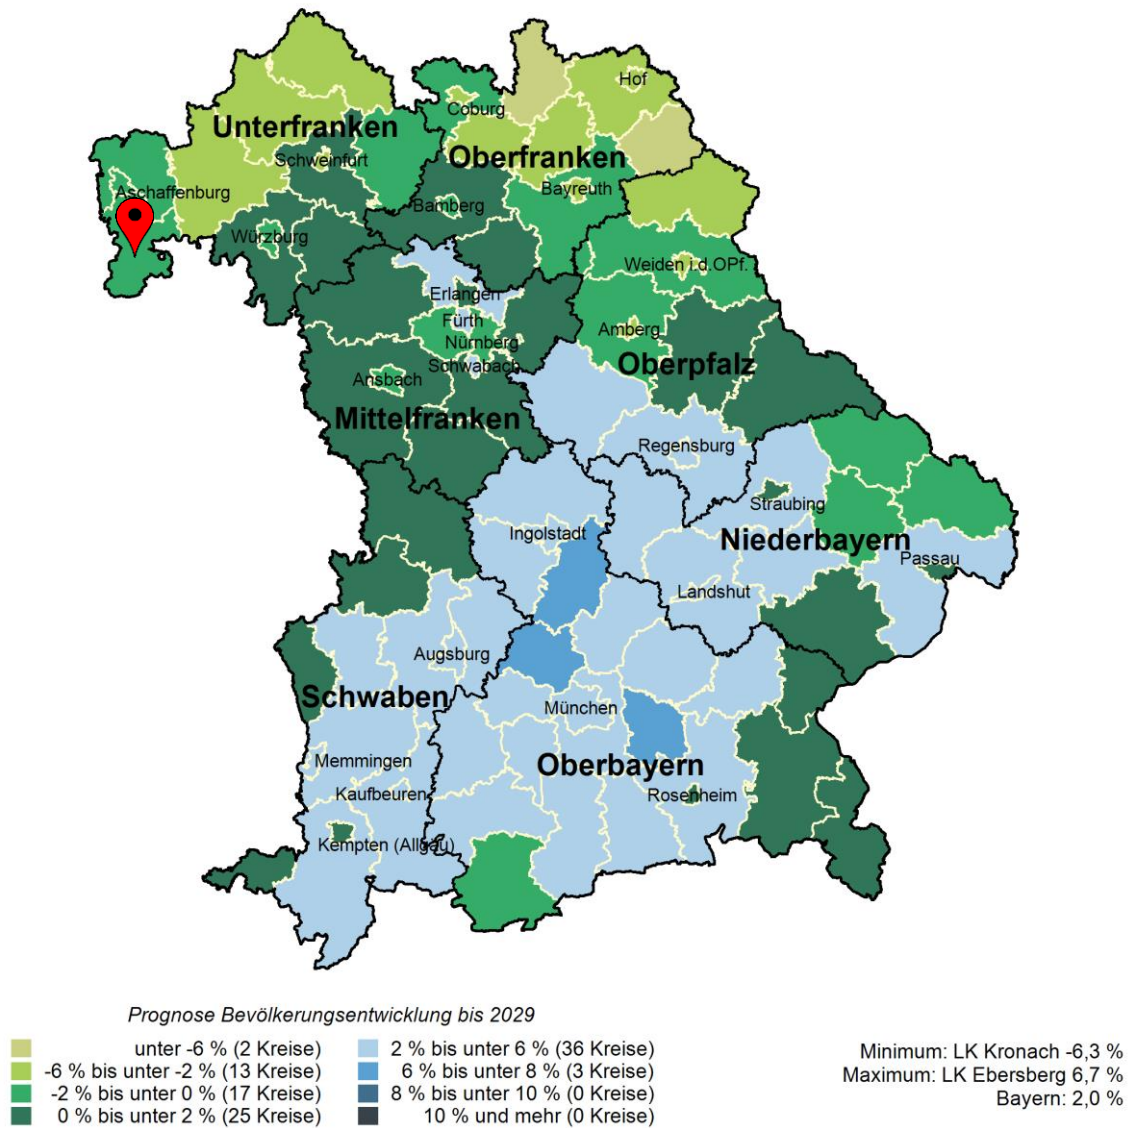 Hof
Coburg
Unterfranken
Oberfranken
Schweinfurt
Aschaffenburg
Bayreuth
Bamberg
Würzburg
Weiden i.d.OPf.
Erlangen
Fürth
Amberg
Nürnberg
Schwabach
Oberpfalz
Ansbach
Mittelfranken
Regensburg
Straubing
Ingolstadt
Niederbayern
Passau
Landshut
Augsburg
Schwaben
München
Memmingen
Oberbayern
Kaufbeuren
Rosenheim
Kempten (Allgäu)
Prognose Bevölkerungsentwicklung bis 2029
unter -6 % (2 Kreise)
-6 % bis unter -2 % (13 Kreise)
-2 % bis unter 0 % (17 Kreise)
0 % bis unter 2 % (25 Kreise)
2 % bis unter 6 % (36 Kreise)
6 % bis unter 8 % (3 Kreise)
8 % bis unter 10 % (0 Kreise)
10 % und mehr (0 Kreise)
Minimum: LK Kronach -6,3 %
Maximum: LK Ebersberg 6,7 %
Bayern: 2,0 %